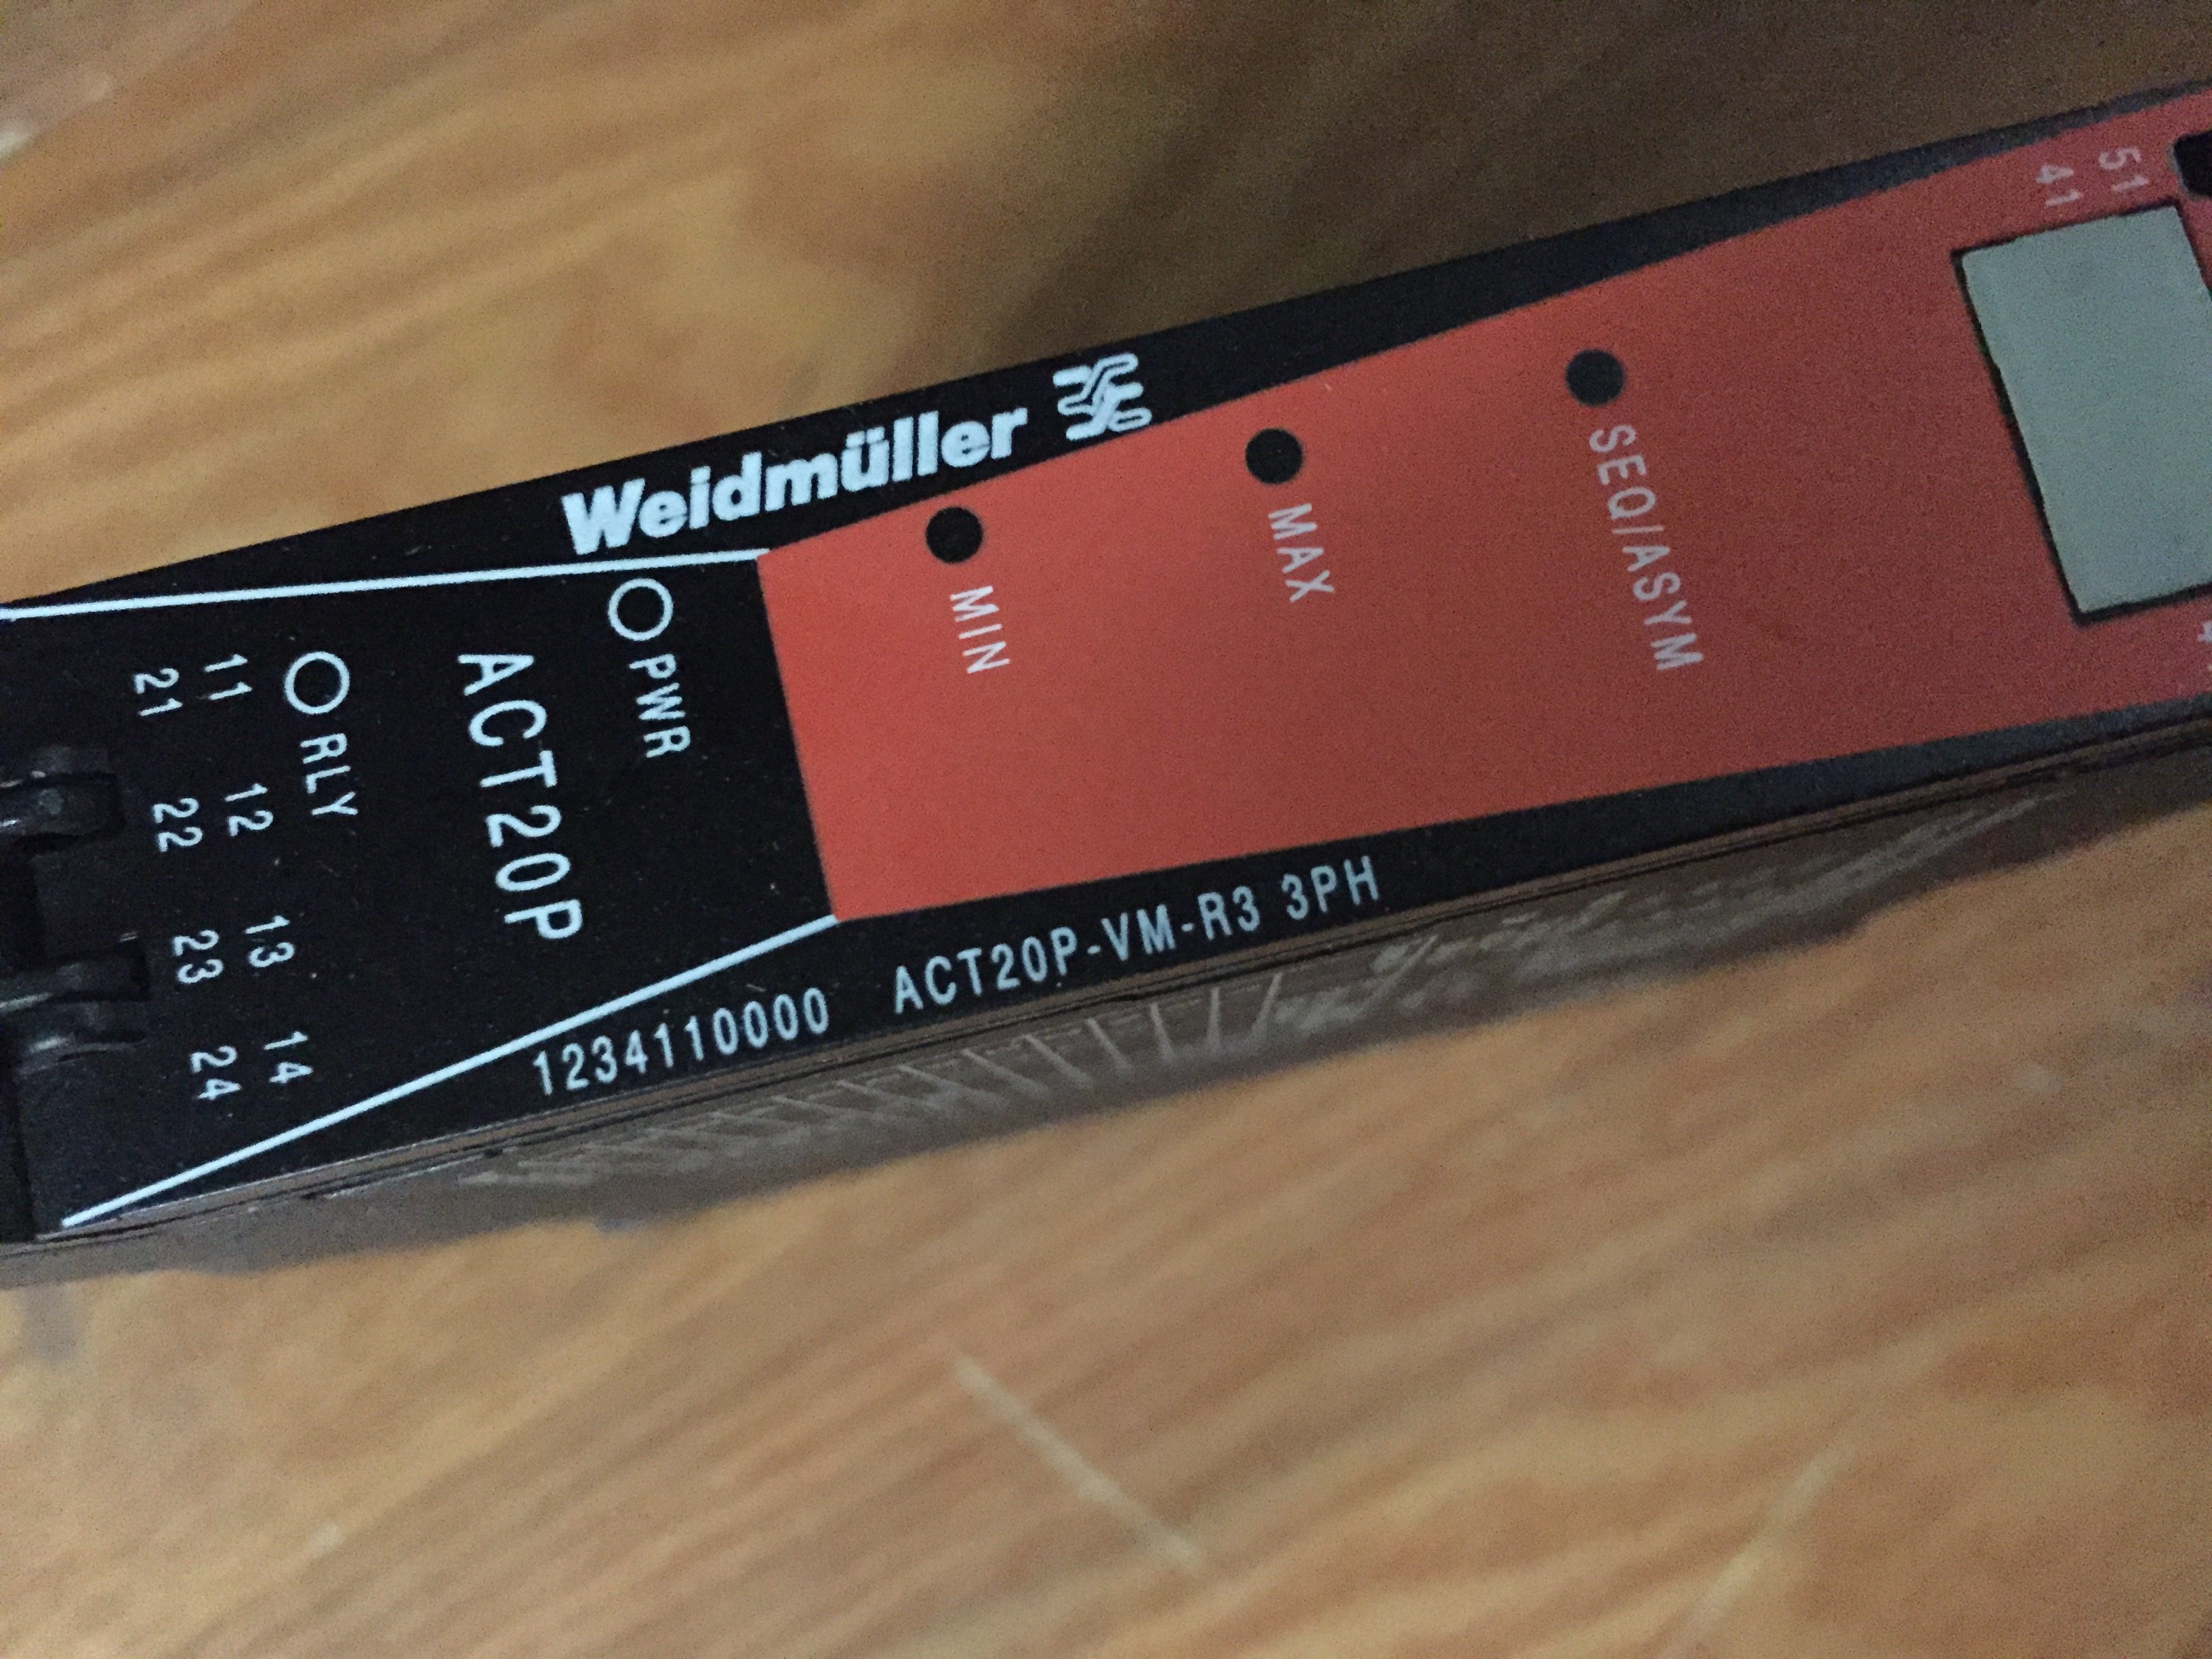 Weidmüller
51
41
SEQ/ASYM
MAX
MIN
PWR
ACT20P
RLY
11 12 13 14
21 22 23 24
1234110000 ACT20P-VM-R3 3PH